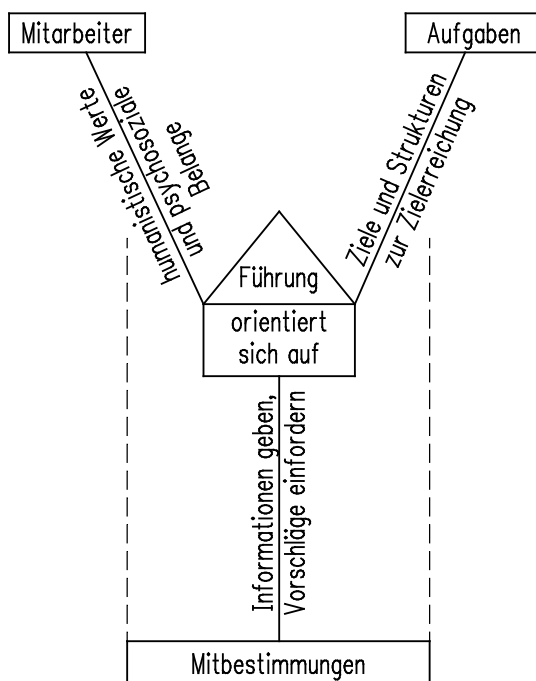 Mitarbeiter
Aufgaben
humanistische Werte
und psychosoziale
Belange
Ziele und Strukturen
zur Zielerreichung
Führung
orientiert
sich auf
Informationen geben,
Vorschläge einfordern
Mitbestimmungen